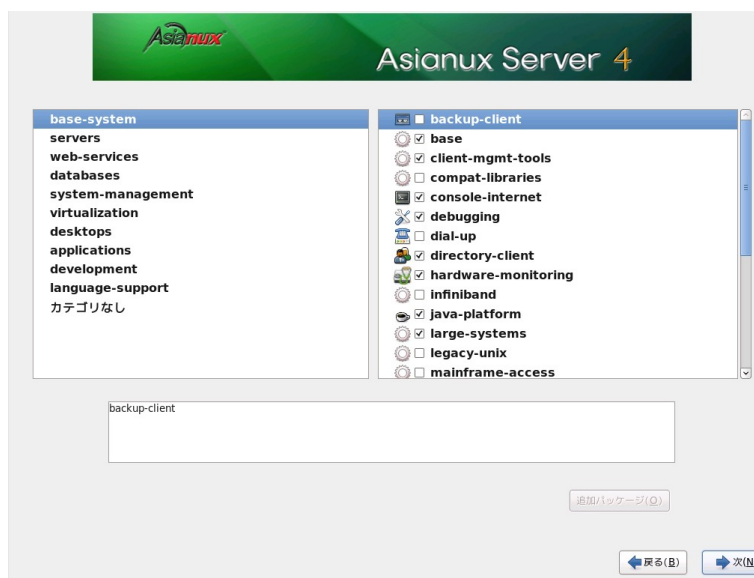 Asianux
Asianux Server 4
base-system
servers
web-services
databases
system-management
virtualization
desktops
applications
development
language-support
カテゴリなし
backup-client
base
client-mgmt-tools
compat-libraries
console-internet
debugging
dial-up
directory-client
hardware-monitoring
infiniband
java-platform
large-systems
legacy-unix
mainframe-access
backup-client
追加パッケージ(O)
戻る(B)
次(N